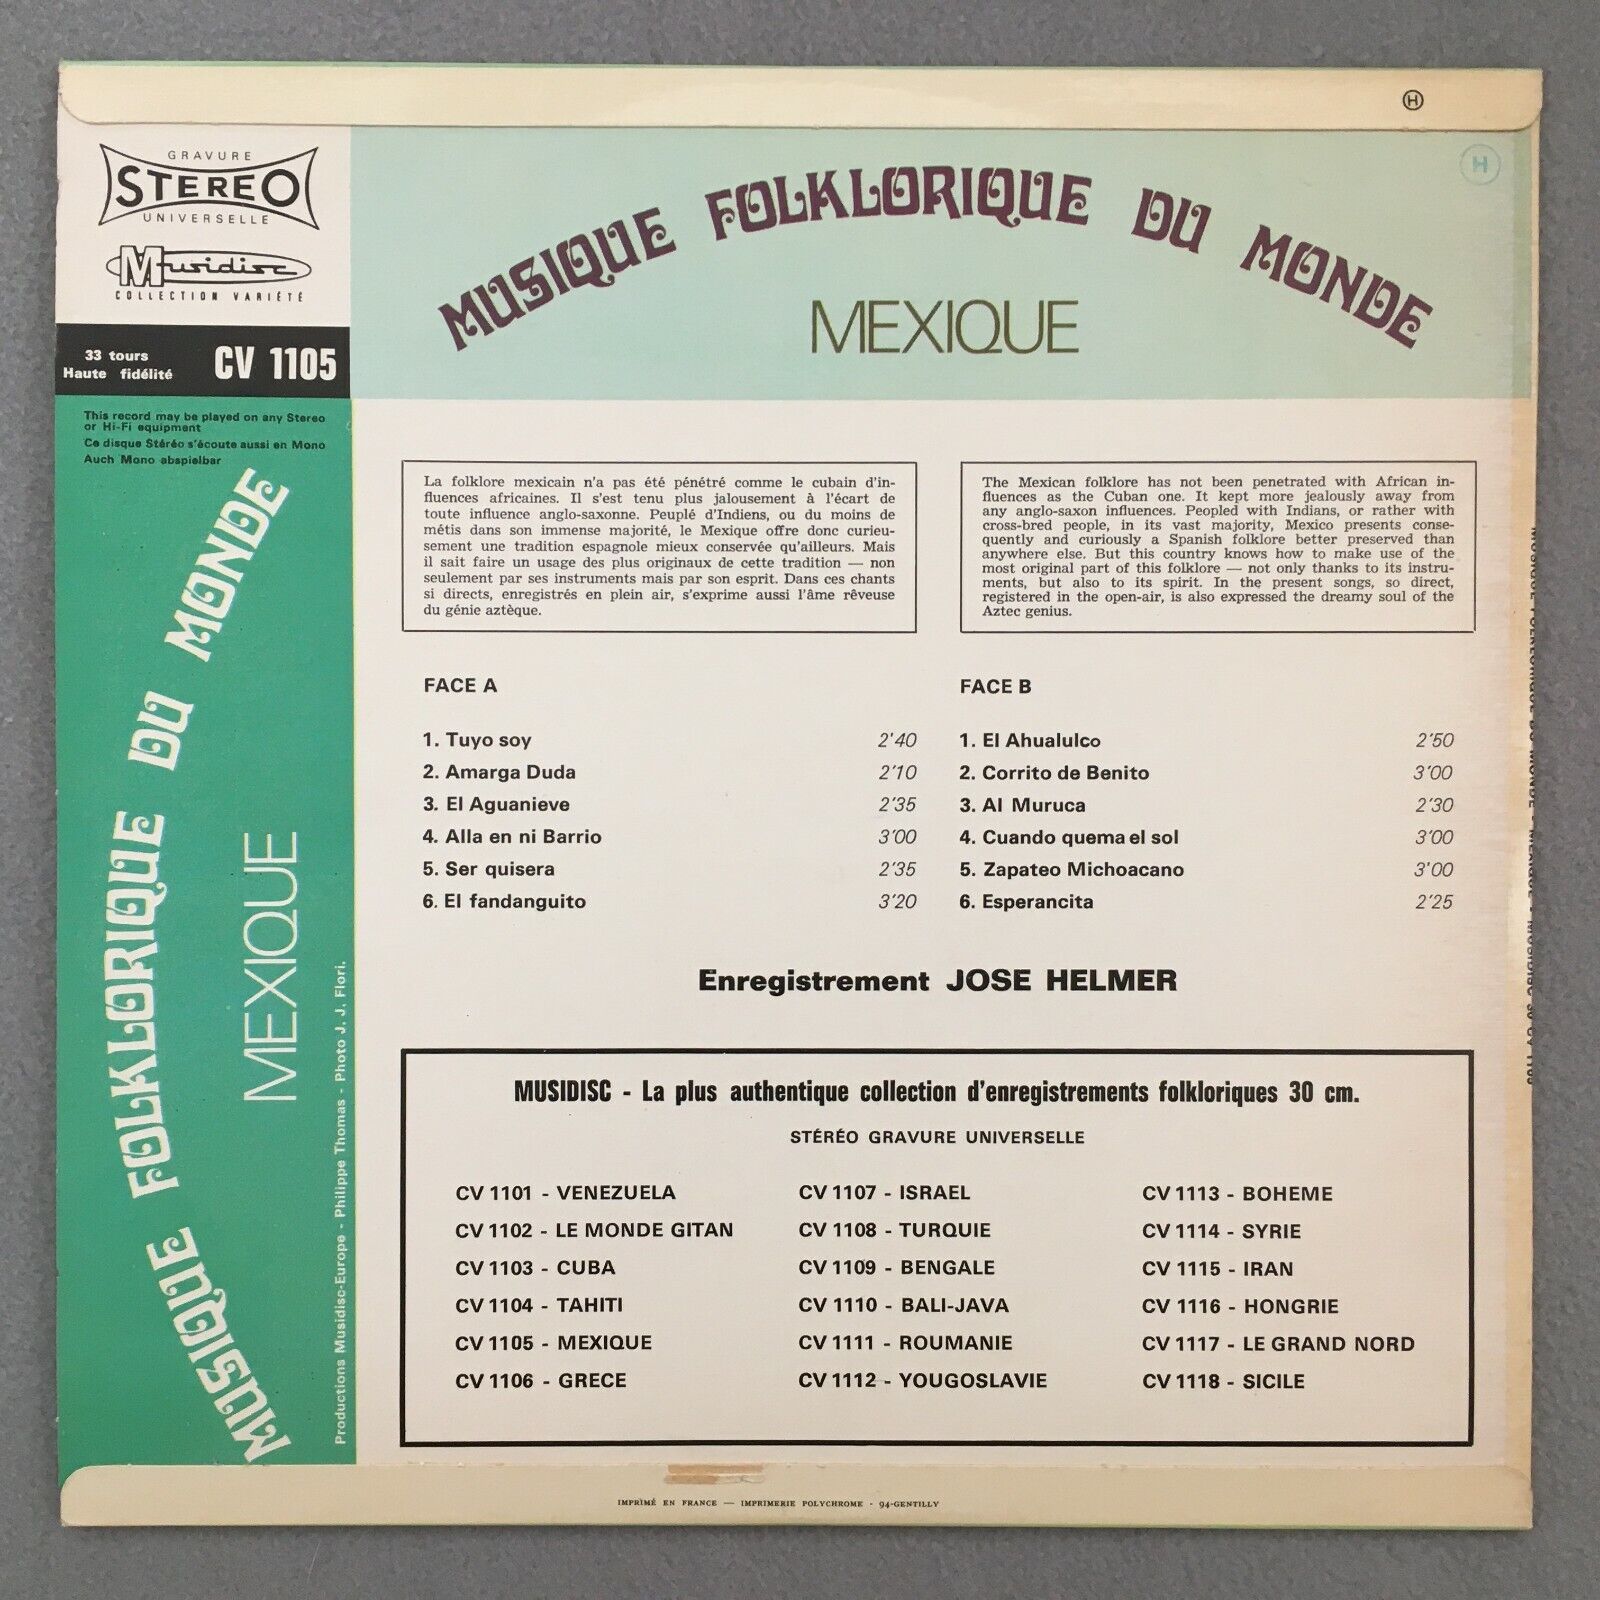 H
H
GRAVURE
STEREO
UNIVERSELLE
Musidisc
COLLECTION VARIÉTÉ
33 tours
Haute fidélité
CV 1105
This record may be played on any Stereo
or Hi-Fi equipment
Ce disque Stéréo s'écoute aussi en Mono
Auch Mono abspielbar
MUSIQUE FOLKLORIQUE DU MONDE
MEXIQUE
Productions Musidisc-Europe - Philippe Thomas - Photo J. J. Flori.
MUSIQUE FOLKLORIQUE DU MONDE
MEXIQUE
La folklore mexicain n'a pas été pénétré comme le cubain d'in-
fluences africaines. Il s'est tenu plus jalousement à l'écart de
toute influence anglo-saxonne. Peuplé d'Indiens, ou du moins de
métis dans son immense majorité, le Mexique offre donc curieu-
sement une tradition espagnole mieux conservée qu'ailleurs. Mais
il sait faire un usage des plus originaux de cette tradition — non
seulement par ses instruments mais par son esprit. Dans ces chants
si directs, enregistrés en plein air, s'exprime aussi l'âme rêveuse
du génie aztèque.
The Mexican folklore has not been penetrated with African in-
fluences as the Cuban one. It kept more jealously away from
any anglo-saxon influences. Peopled with Indians, or rather with
cross-bred people, in its vast majority, Mexico presents conse-
quently and curiously a Spanish folklore better preserved than
anywhere else. But this country knows how to make use of the
most original part of this folklore — not only thanks to its instru-
ments, but also to its spirit. In the present songs, so direct,
registered in the open-air, is also expressed the dreamy soul of the
Aztec genius.
FACE A
1. Tuyo soy 2'40
2. Amarga Duda 2'10
3. El Aguanieve 2'35
4. Alla en ni Barrio 3'00
5. Ser quisera 2'35
6. El fandanguito 3'20
FACE B
1. El Ahualulco 2'50
2. Corrito de Benito 3'00
3. Al Muruca 2'30
4. Cuando quema el sol 3'00
5. Zapateo Michoacano 3'00
6. Esperancita 2'25
Enregistrement JOSE HELMER
MUSIDISC - La plus authentique collection d'enregistrements folkloriques 30 cm.
STÉRÉO GRAVURE UNIVERSELLE
CV 1101 - VENEZUELA
CV 1102 - LE MONDE GITAN
CV 1103 - CUBA
CV 1104 - TAHITI
CV 1105 - MEXIQUE
CV 1106 - GRECE
CV 1107 - ISRAEL
CV 1108 - TURQUIE
CV 1109 - BENGALE
CV 1110 - BALI-JAVA
CV 1111 - ROUMANIE
CV 1112 - YOUGOSLAVIE
CV 1113 - BOHEME
CV 1114 - SYRIE
CV 1115 - IRAN
CV 1116 - HONGRIE
CV 1117 - LE GRAND NORD
CV 1118 - SICILE
IMPRIMÉ EN FRANCE — IMPRIMERIE POLYCHROME - 94-GENTILLY